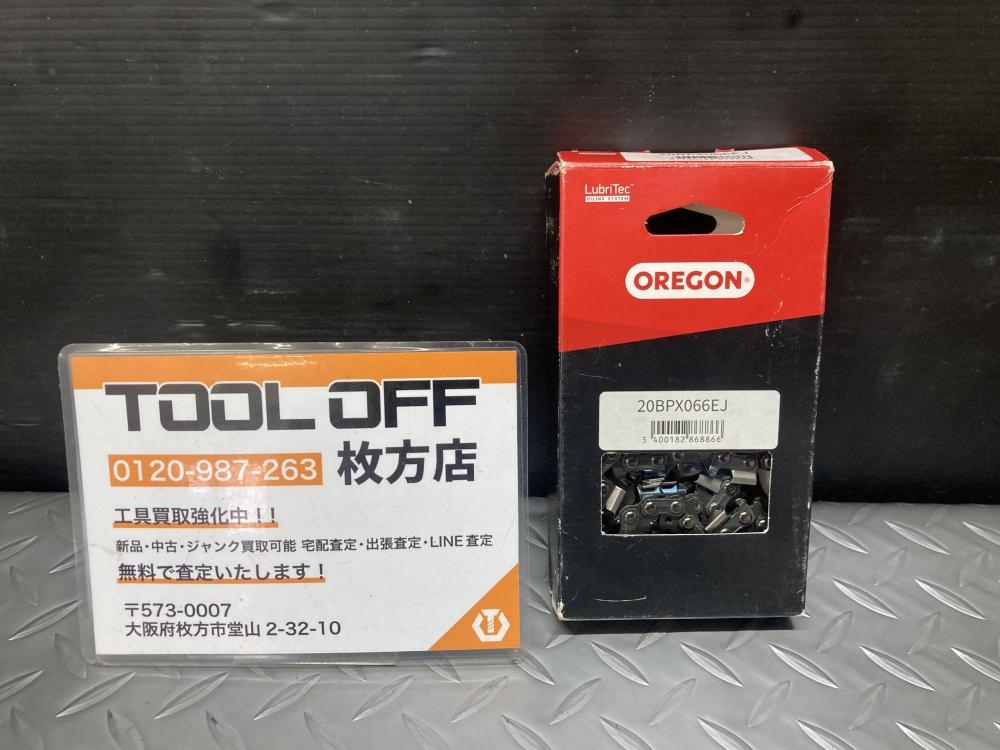 TOOL OFF
0120-987-263 枚方店
工具買取強化中!!
新品・中古・ジャンク買取可能 宅配査定・出張査定・LINE査定
無料で査定いたします!
〒573-0007
大阪府枚方市堂山 2-32-10
LubriTec™
OILING SYSTEM
OREGON®
20BPX066EJ
5 400182 868866